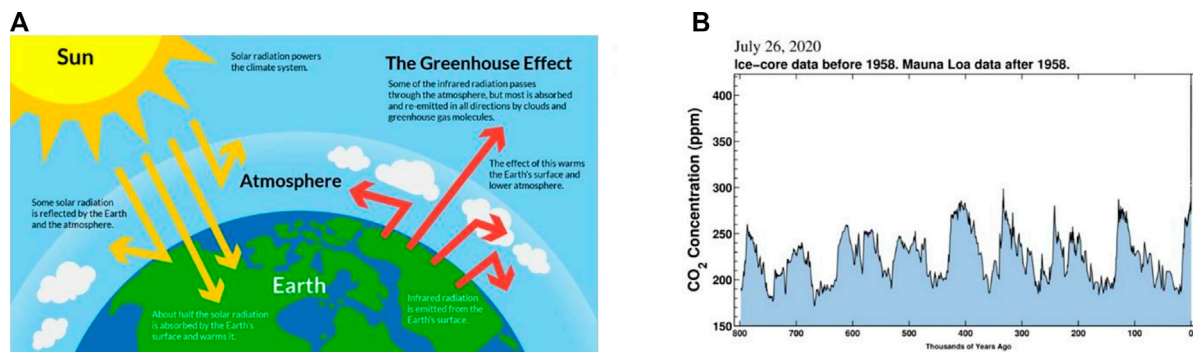 A
Sun
Solar radiation powers
the climate system.
The Greenhouse Effect
Some of the infrared radiation passes
through the atmosphere, but most is absorbed
and re-emitted in all directions by clouds and
greenhouse gas molecules.
The effect of this warms
the Earth's surface and
lower atmosphere.
Atmosphere
Some solar radiation
is reflected by the Earth
and the atmosphere.
Earth
About half the solar radiation
is absorbed by the Earth's
surface and warms it.
Infrared radiation
is emitted from the
Earth's surface.
B
July 26, 2020
Ice-core data before 1958. Mauna Loa data after 1958.
CO2 Concentration (ppm)
400
350
300
250
200
150
800 700 600 500 400 300 200 100 0
Thousands of Years Ago